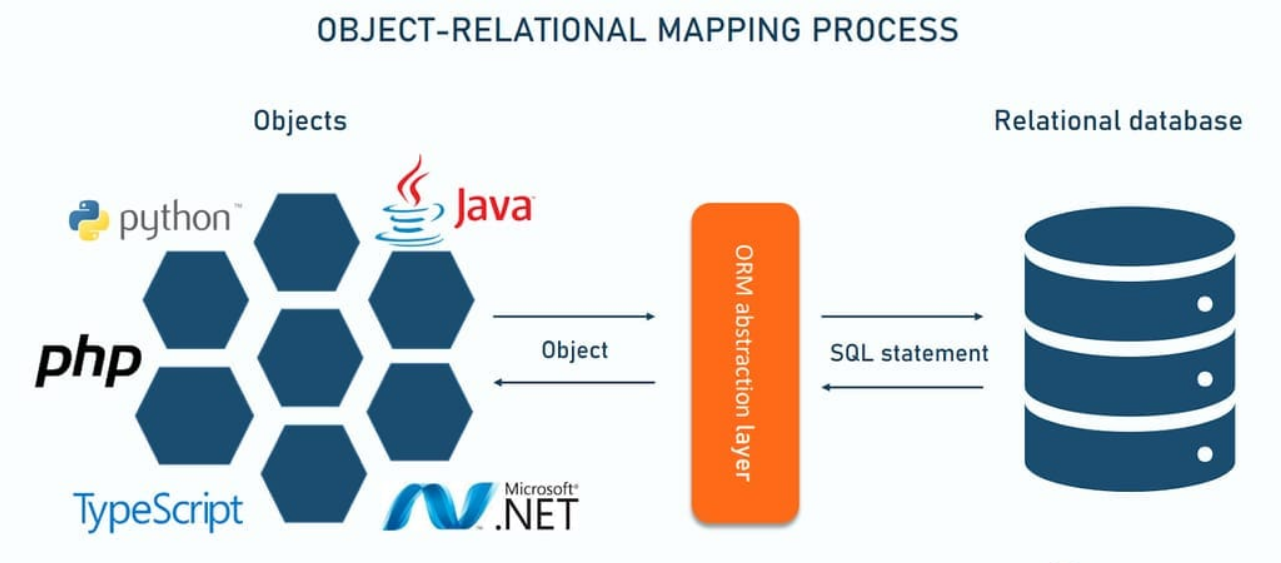 OBJECT-RELATIONAL MAPPING PROCESS
Objects
Relational database
python™
Java
php
Object
ORM abstraction layer
SQL statement
TypeScript
Microsoft®
.NET